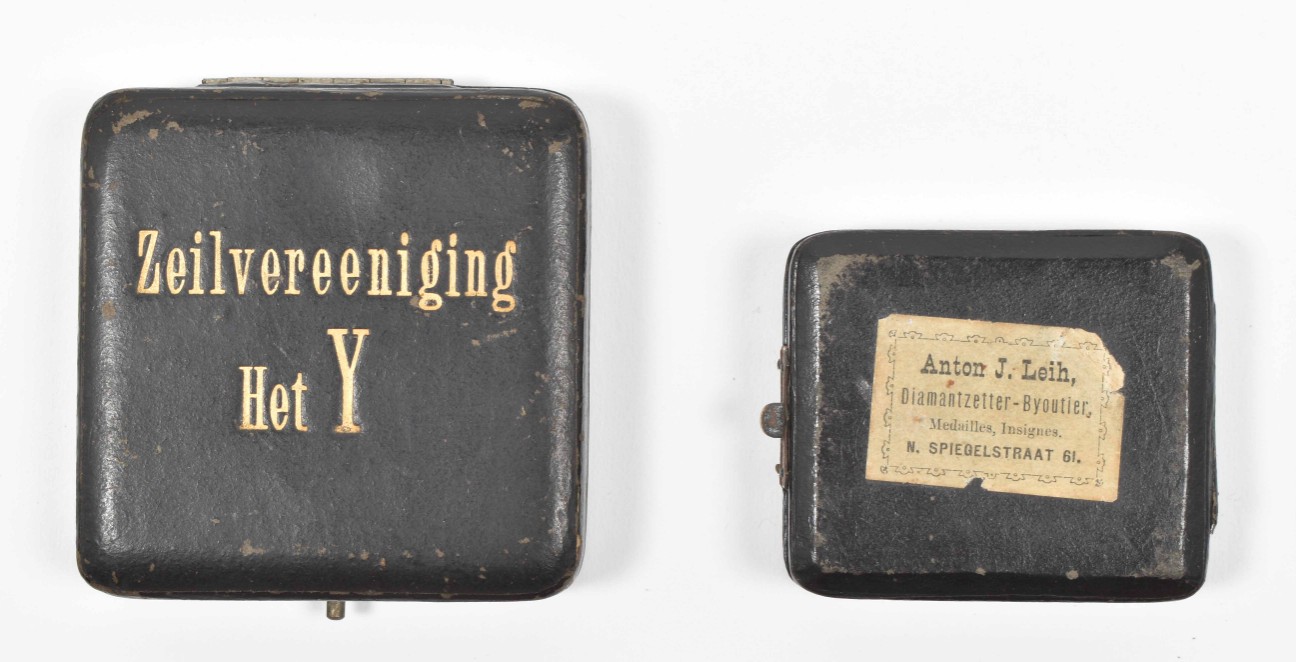 Zeilvereeniging
Het Y
Anton J. Leih,
Diamantzetter-Byoutier,
Medailles, Insignes.
N. SPIEGELSTRAAT 61.